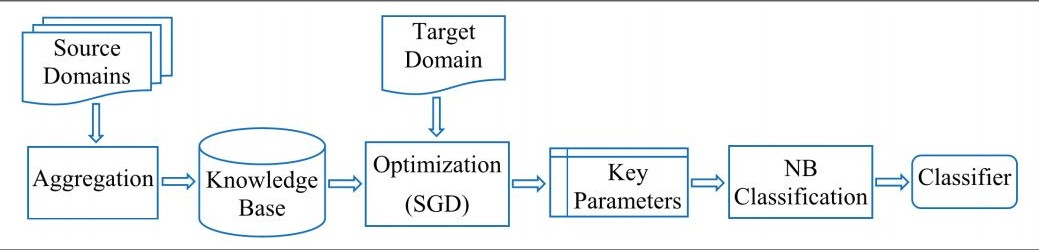 Source
Domains
Target
Domain
Aggregation
Knowledge
Base
Optimization
(SGD)
Key
Parameters
NB
Classification
Classifier